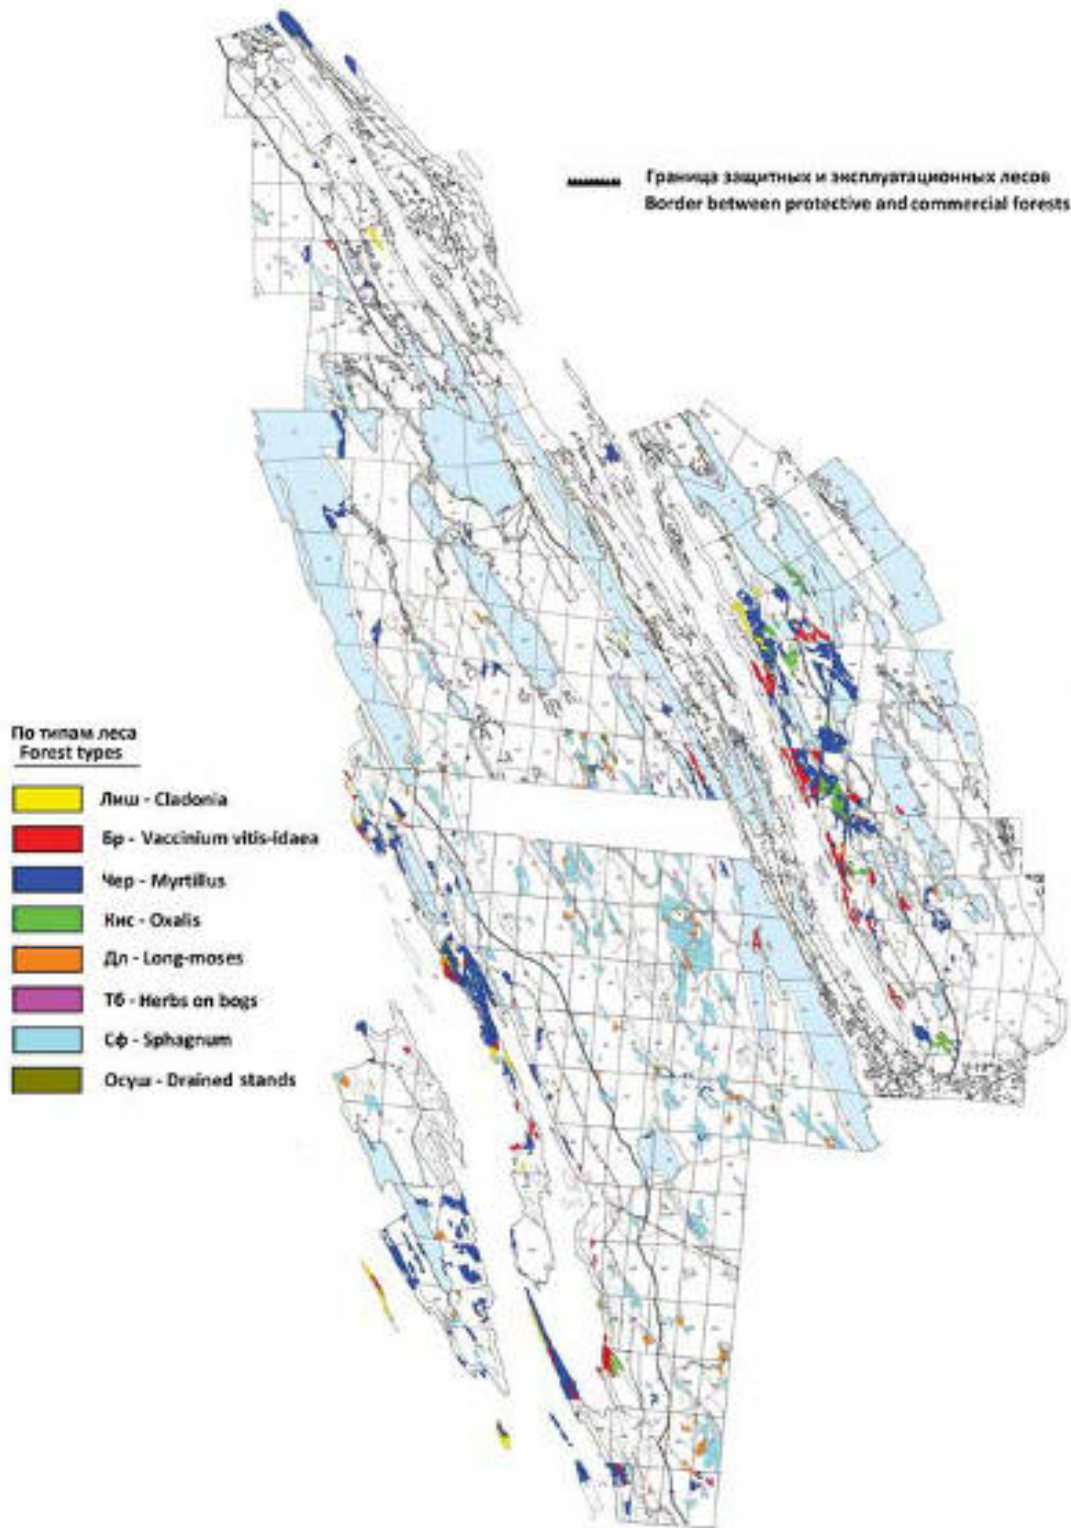 Граница защитных и эксплуатационных лесов
Border between protective and commercial forests
По типам леса
Forest types
Лиш - Cladonia
Бр - Vaccinium vitis-idaea
Чер - Myrtillus
Кис - Oxalis
Дл - Long-moses
Тб - Herbs on bogs
Сф - Sphagnum
Осуш - Drained stands